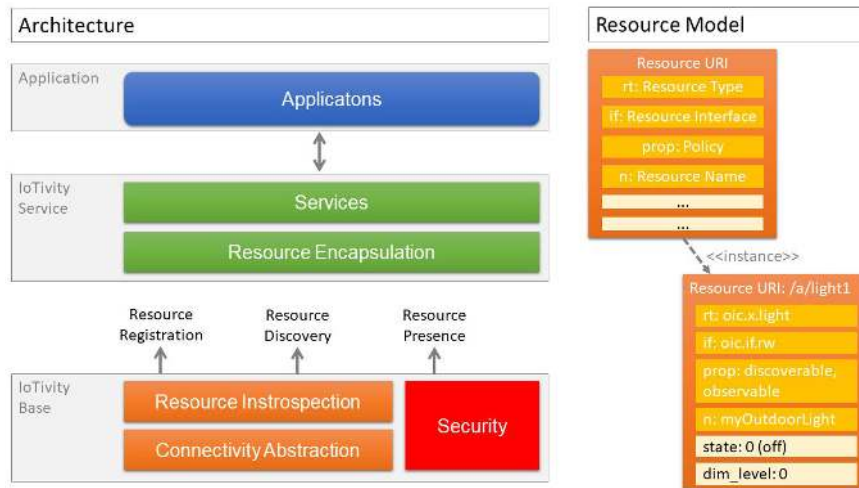 Architecture
Application
Applicatons
IoTivity
Service
Services
Resource Encapsulation
Resource
Registration
Resource
Discovery
Resource
Presence
IoTivity
Base
Resource Instrospection
Connectivity Abstraction
Security
Resource Model
Resource URI
rt: Resource Type
if: Resource Interface
prop: Policy
n: Resource Name
...
...
<<instance>>
Resource URI: /a/light1
rt: oic.x.light
if: oic.if.rw
prop: discoverable,
observable
n: myOutdoorLight
state: 0 (off)
dim_level: 0